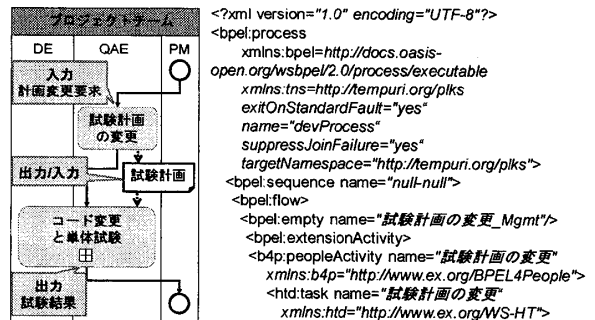 プロジェクトチーム
DE QAE PM
入力
計画変更要求
試験計画
の変更
出力/入力
試験計画
コード変更
と単体試験
出力
試験結果
<?xml version="1.0" encoding="UTF-8"?>
<bpel:process
xmlns:bpel=http://docs.oasis-
open.org/wsbpel/2.0/process/executable
xmlns:tns=http://tempuri.org/plks
exitOnStandardFault="yes“
name="devProcess“
suppressJoinFailure="yes“
targetNamespace="http://tempuri.org/plks">
<bpel:sequence name="null-null">
<bpel:flow>
<bpel:empty name="試験計画の変更_Mgmt"/>
<bpel:extensionActivity>
<b4p:peopleActivity name="試験計画の変更"
xmlns:b4p="http://www.ex.org/BPEL4People">
<htd:task name="試験計画の変更"
xmlns:htd="http://www.ex.org/WS-HT">